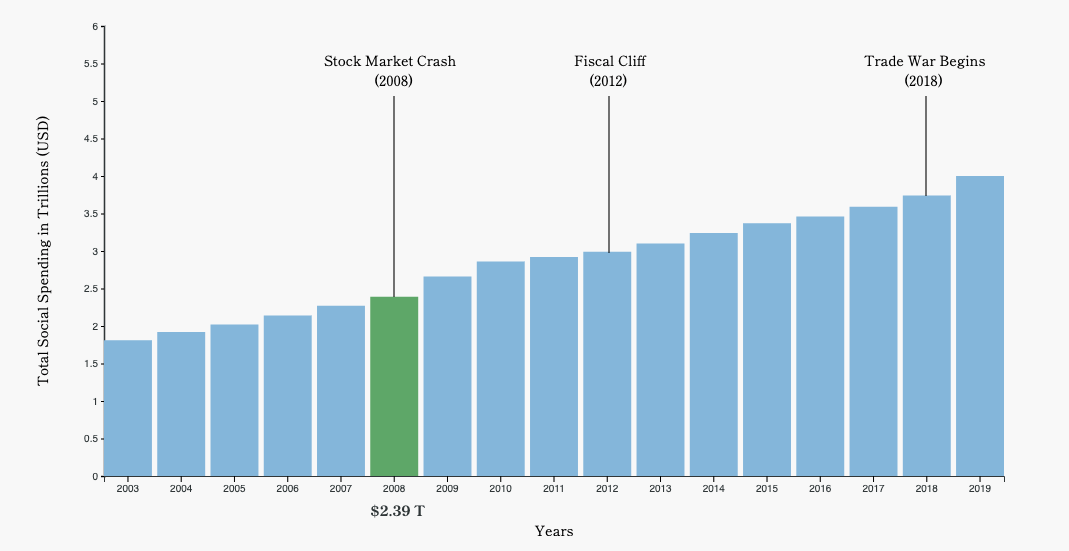 6
5.5
5
4.5
4
3.5
3
2.5
2
1.5
1
0.5
0
Total Social Spending in Trillions (USD)
Stock Market Crash
(2008)
Fiscal Cliff
(2012)
Trade War Begins
(2018)
2003 2004 2005 2006 2007 2008 2009 2010 2011 2012 2013 2014 2015 2016 2017 2018 2019
$2.39 T
Years